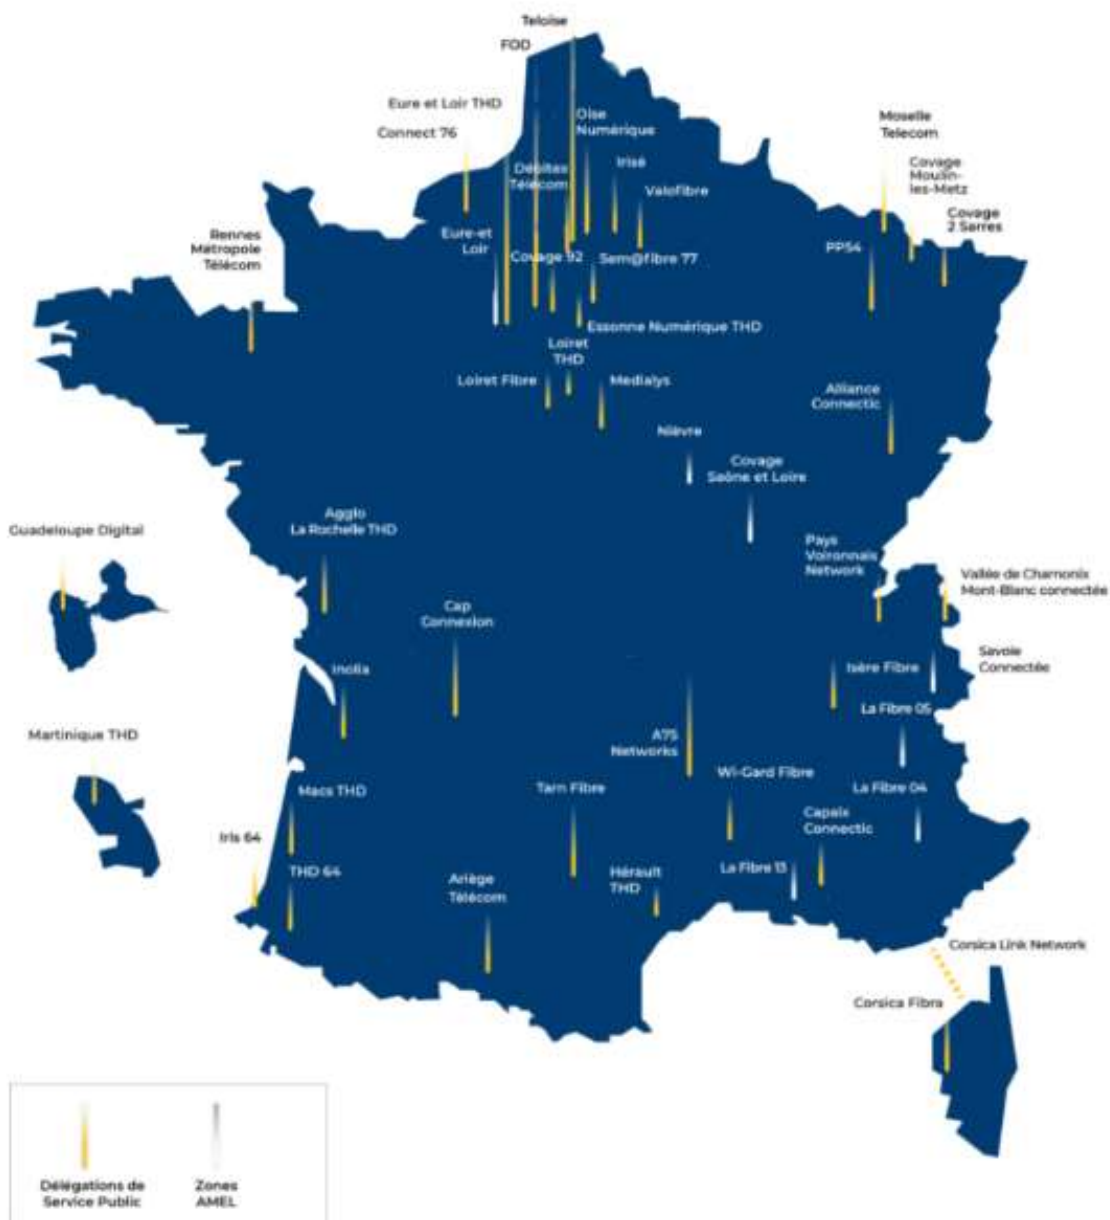 Teloise
FOD
Eure et Loir THD
Connect 76
Oise
Numérique
Débitex
Télécom
Irisé
Valofibre
Moselle
Telecom
Covage
Moulin-
les-Metz
Covage
2 Sarres
PP54
Rennes
Métropole
Télécom
Eure-et
Loir
Covage 92
Sem@fibre 77
Essonne Numérique THD
Loiret
THD
Loiret Fibre
Medialys
Alliance
Connectic
Nièvre
Covage
Saône et Loire
Agglo
La Rochelle THD
Guadeloupe Digital
Pays
Voironnais
Network
Vallée de Chamonix
Mont-Blanc connectée
Cap
Connexion
Savoie
Connectée
Inolia
Isère Fibre
La Fibre 05
Martinique THD
A75
Networks
Wi-Gard Fibre
La Fibre 04
Macs THD
Tarn Fibre
Capaix
Connectic
Iris 64
THD 64
Ariège
Télécom
Hérault
THD
La Fibre 13
Corsica Link Network
Corsica Fibra
Délégations de
Service Public
Zones
AMEL